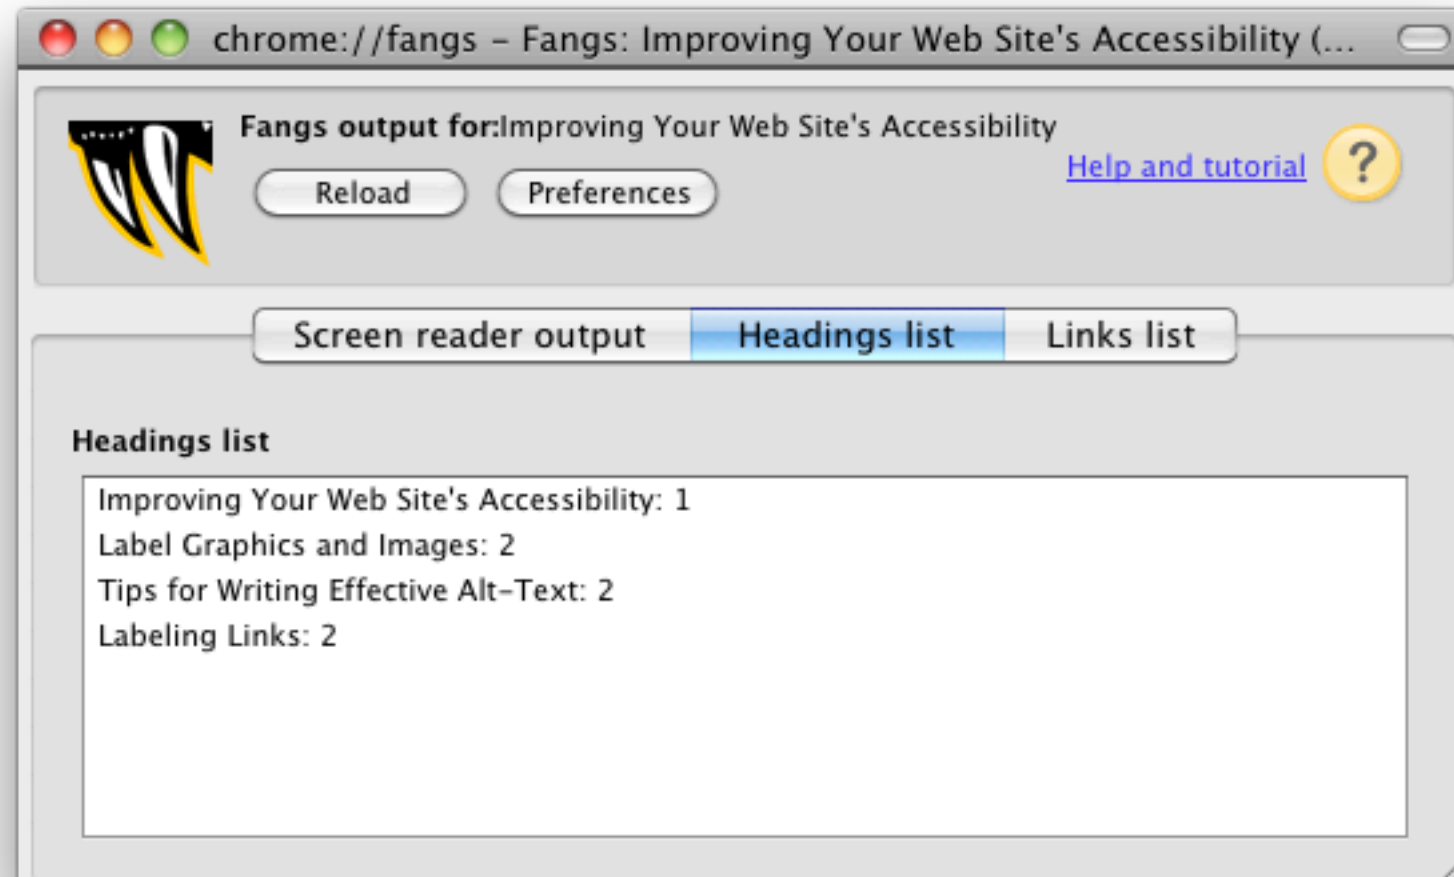 chrome://fangs – Fangs: Improving Your Web Site's Accessibility (...
Fangs output for:Improving Your Web Site's Accessibility
Help and tutorial ?
Reload Preferences
Screen reader output Headings list Links list
Headings list
Improving Your Web Site's Accessibility: 1
Label Graphics and Images: 2
Tips for Writing Effective Alt-Text: 2
Labeling Links: 2